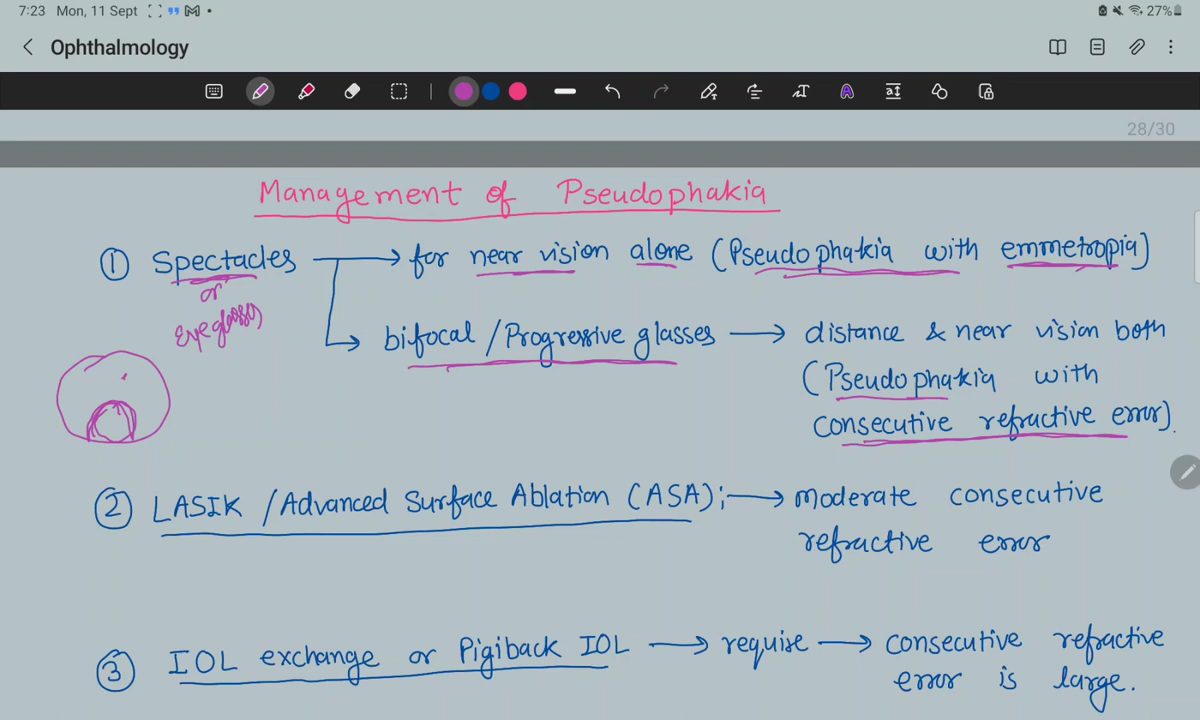 7:23 Mon, 11 Sept
27%
Ophthalmology
28/30
Management of Pseudophakia
① Spectacles → for near vision alone (Pseudophakia with emmetropia)
or
Eyeglasses
↳ bifocal / Progressive glasses → distance & near vision both
(Pseudophakia with
consecutive refractive error).
② LASIK / Advanced Surface Ablation (ASA); → moderate consecutive
refractive error
③ IOL exchange or Pigiback IOL → require → consecutive refractive
error is large.